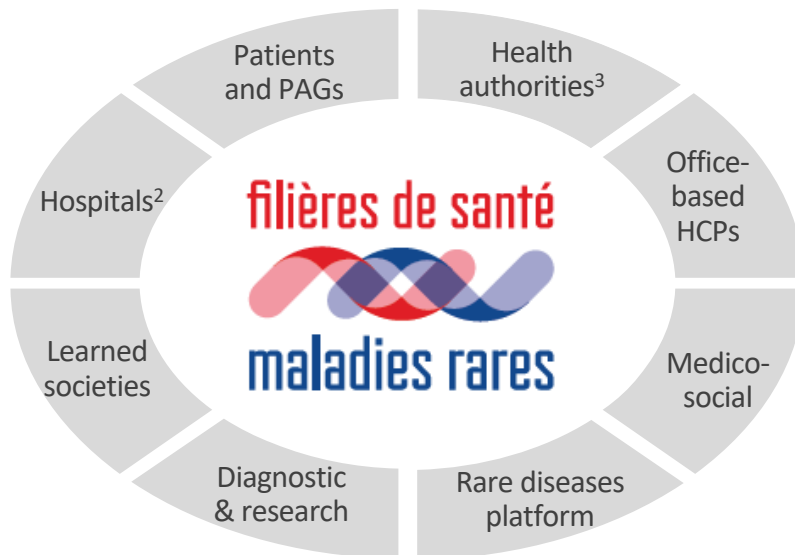 Patients
and PAGs
Health
authorities³
Office-
based
HCPs
Medico-
social
Rare diseases
platform
Diagnostic
& research
Learned
societies
Hospitals²
filières de santé
maladies rares